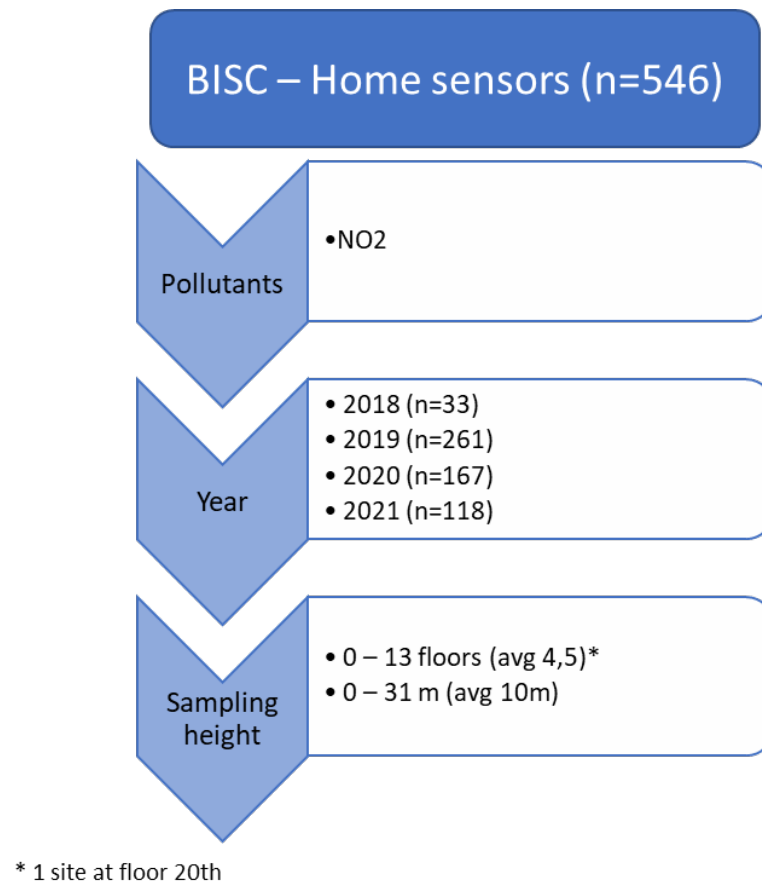 BISC – Home sensors (n=546)
Pollutants
•NO2
Year
• 2018 (n=33)
• 2019 (n=261)
• 2020 (n=167)
• 2021 (n=118)
Sampling
height
• 0 – 13 floors (avg 4,5)*
• 0 – 31 m (avg 10m)
* 1 site at floor 20th